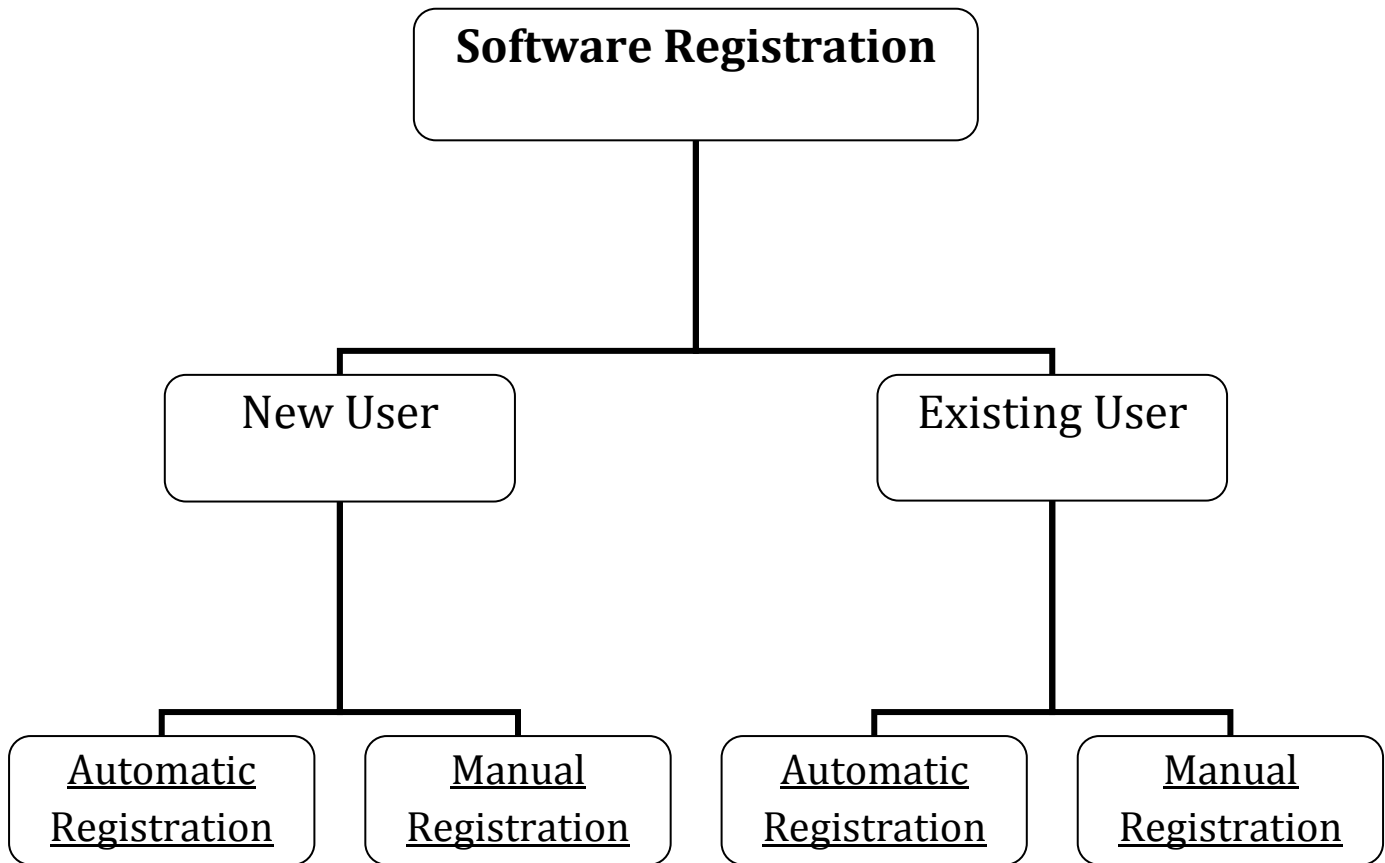 Software Registration
New User
Existing User
Automatic
Registration
Manual
Registration
Automatic
Registration
Manual
Registration